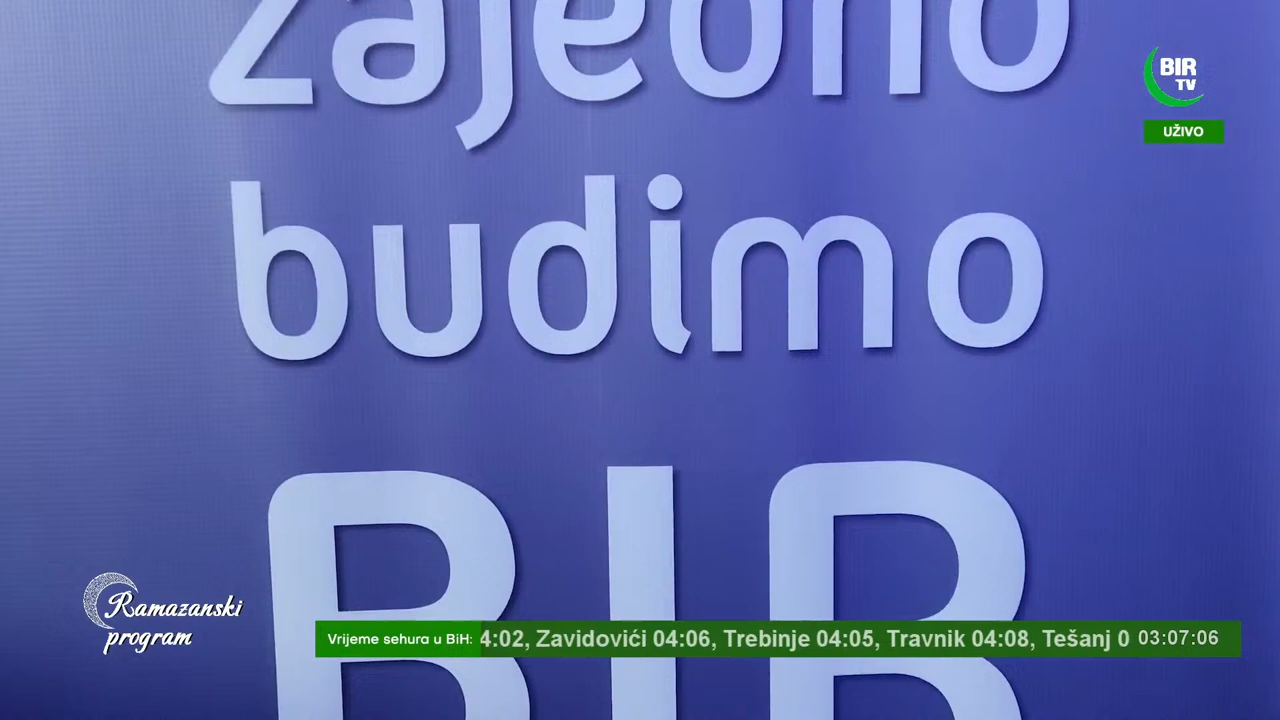 zajedno
budimo
BIR
BIR
TV
UŽIVO
Ramazanski
program
Vrijeme sehura u BiH: 4:02, Zavidovići 04:06, Trebinje 04:05, Travnik 04:08, Tešanj 0 03:07:06